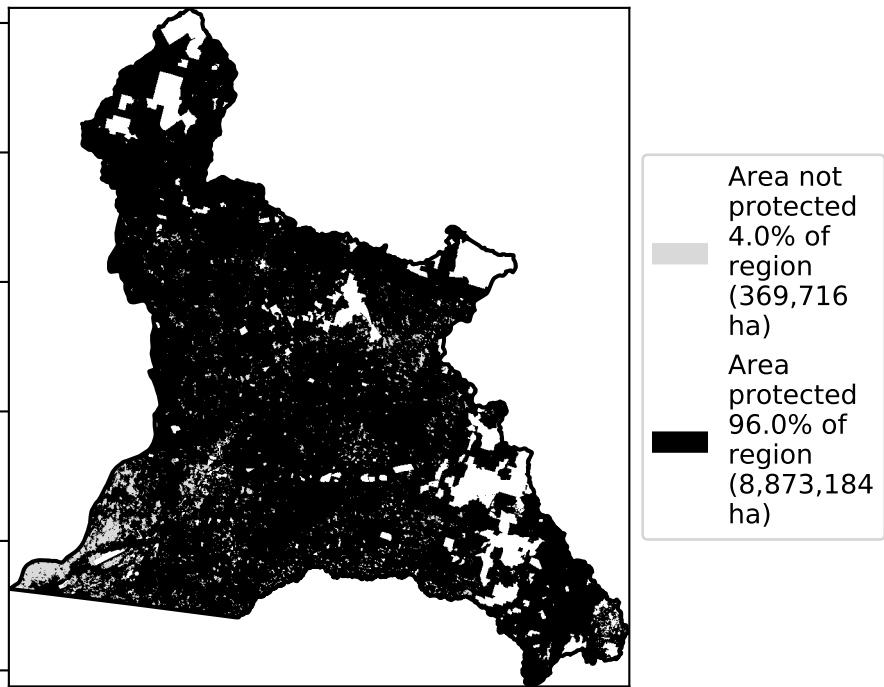 Area not
protected
4.0% of
region
(369,716
ha)
Area
protected
96.0% of
region
(8,873,184
ha)